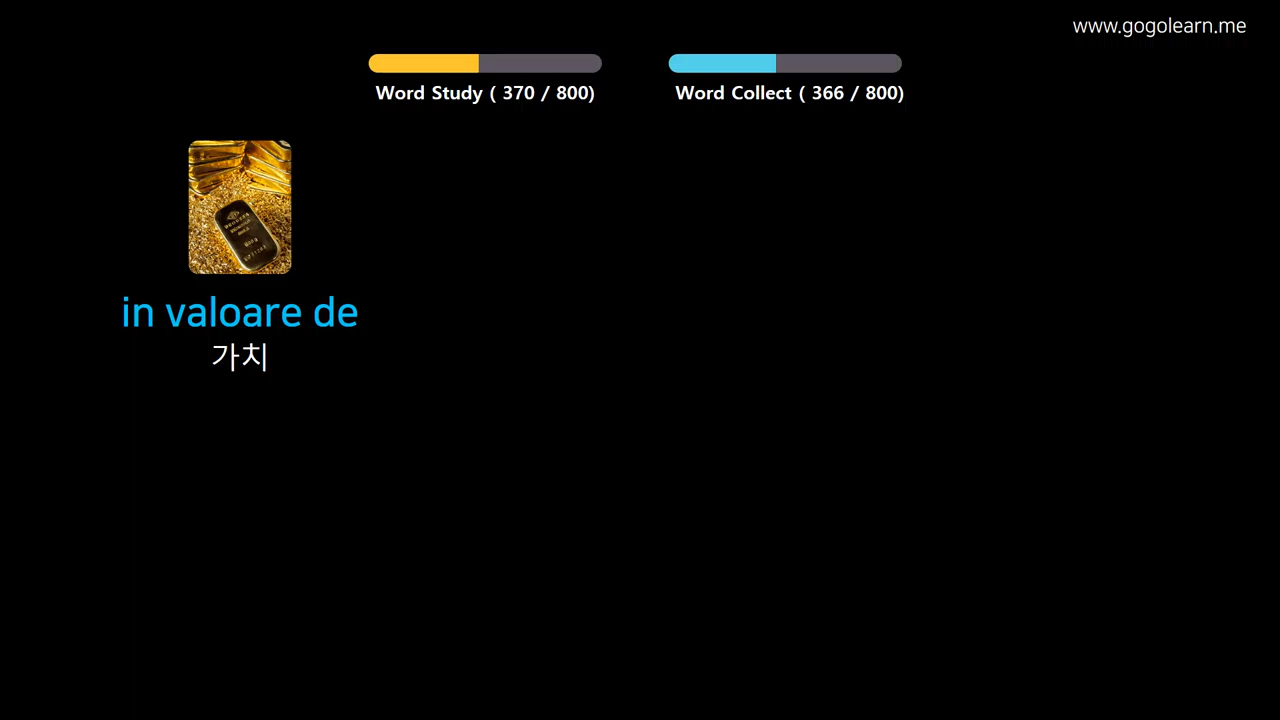 www.gogolearn.me
Word Study ( 370 / 800)
Word Collect ( 366 / 800)
in valoare de
가치